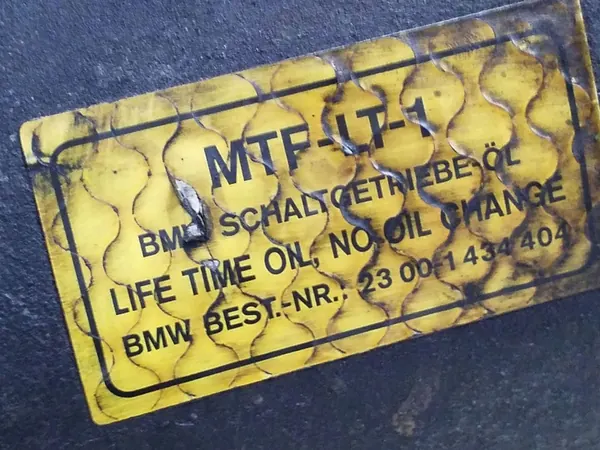 MTF-LT-1
BMW SCHALTGETRIEBE-ÖL
LIFE TIME OIL, NO OIL CHANGE
BMW BEST.-NR.: 23 00-1 434 404